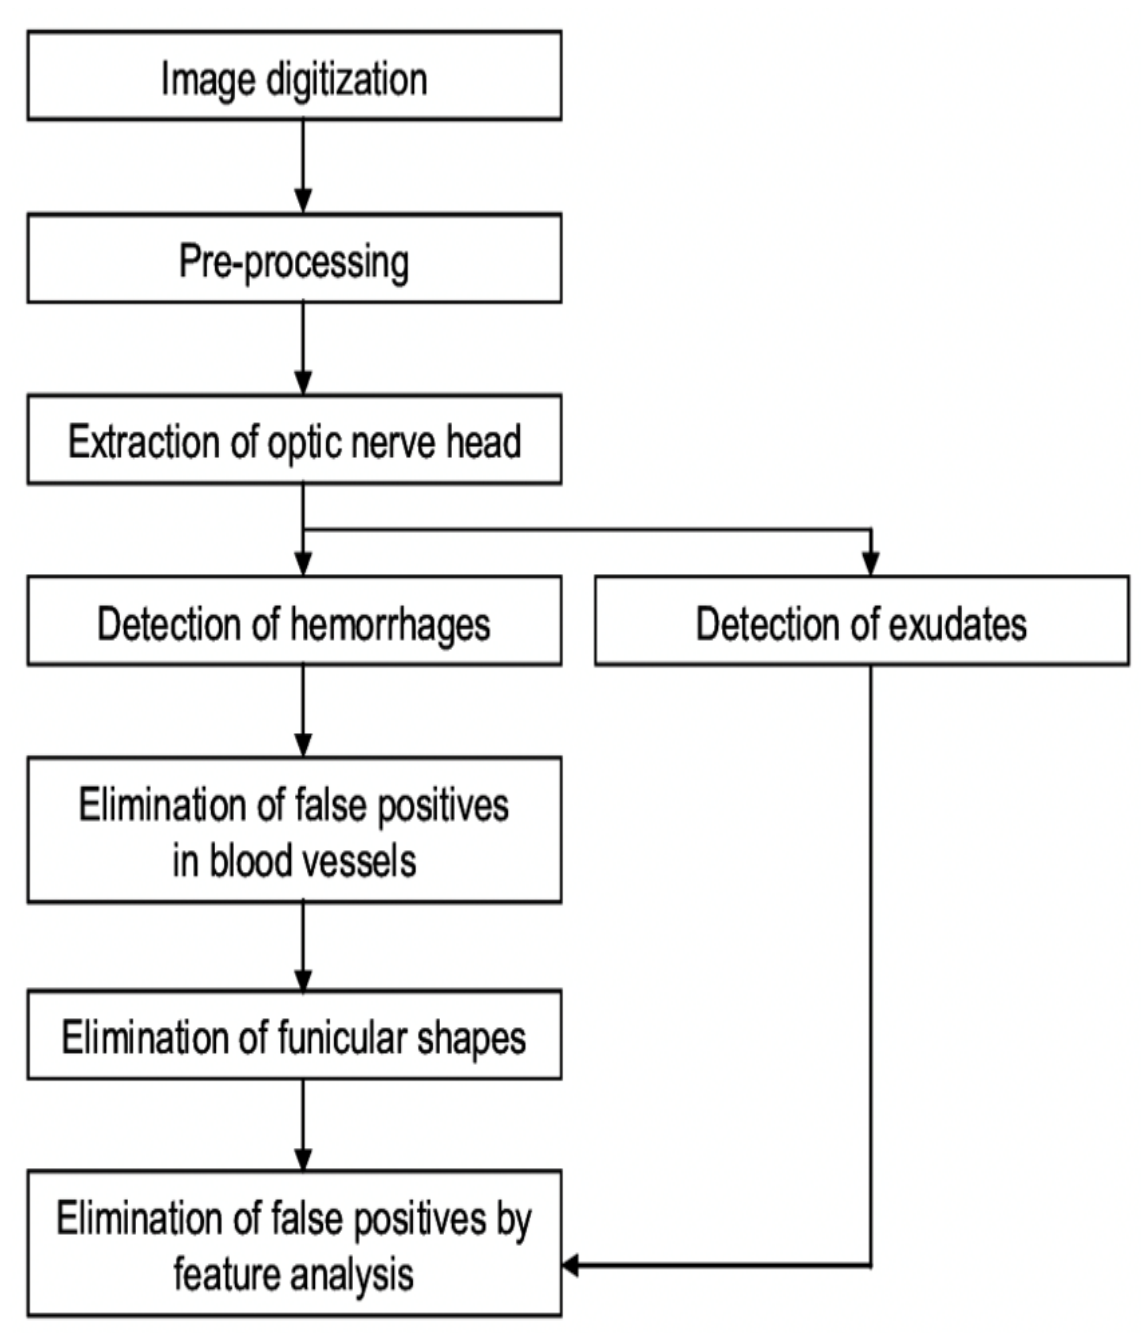 Image digitization
Pre-processing
Extraction of optic nerve head
Detection of hemorrhages
Detection of exudates
Elimination of false positives
in blood vessels
Elimination of funicular shapes
Elimination of false positives by
feature analysis